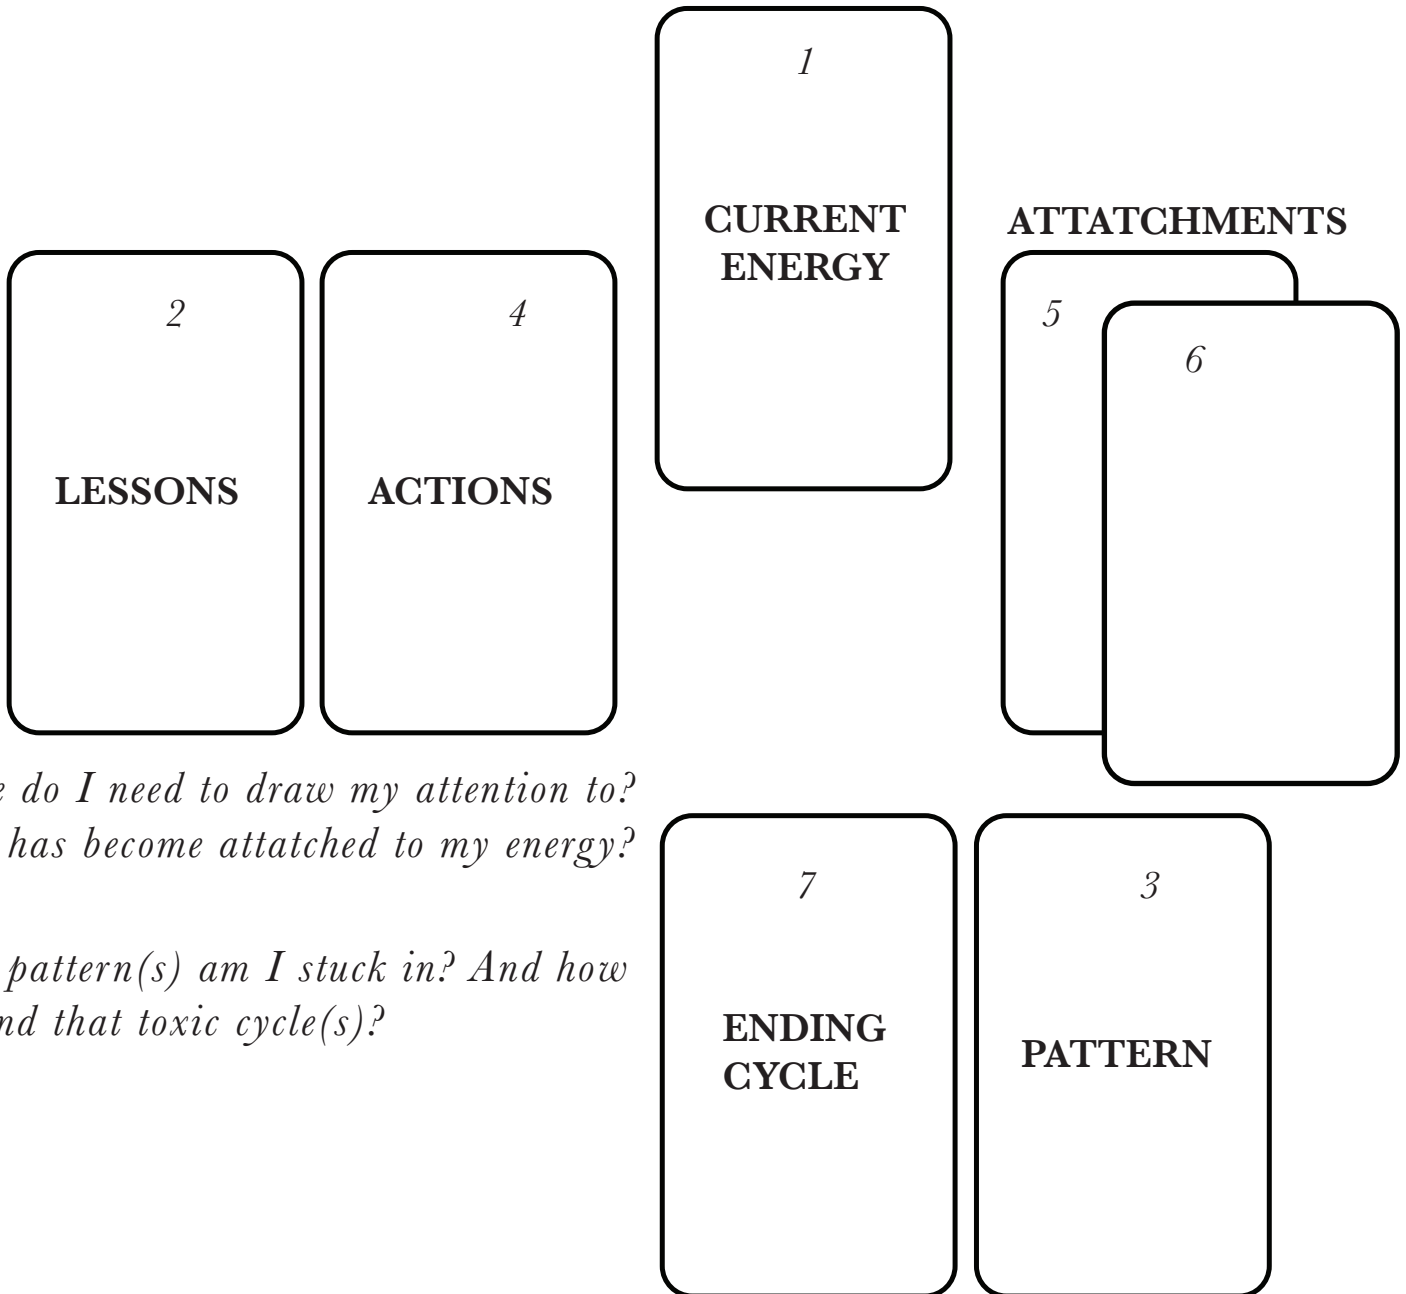 1
CURRENT
ENERGY
ATTATCHMENTS
2
LESSONS
4
ACTIONS
5
6
do I need to draw my attention to?
has become attatched to my energy?
pattern(s) am I stuck in? And how
that toxic cycle(s)?
7
ENDING
CYCLE
3
PATTERN